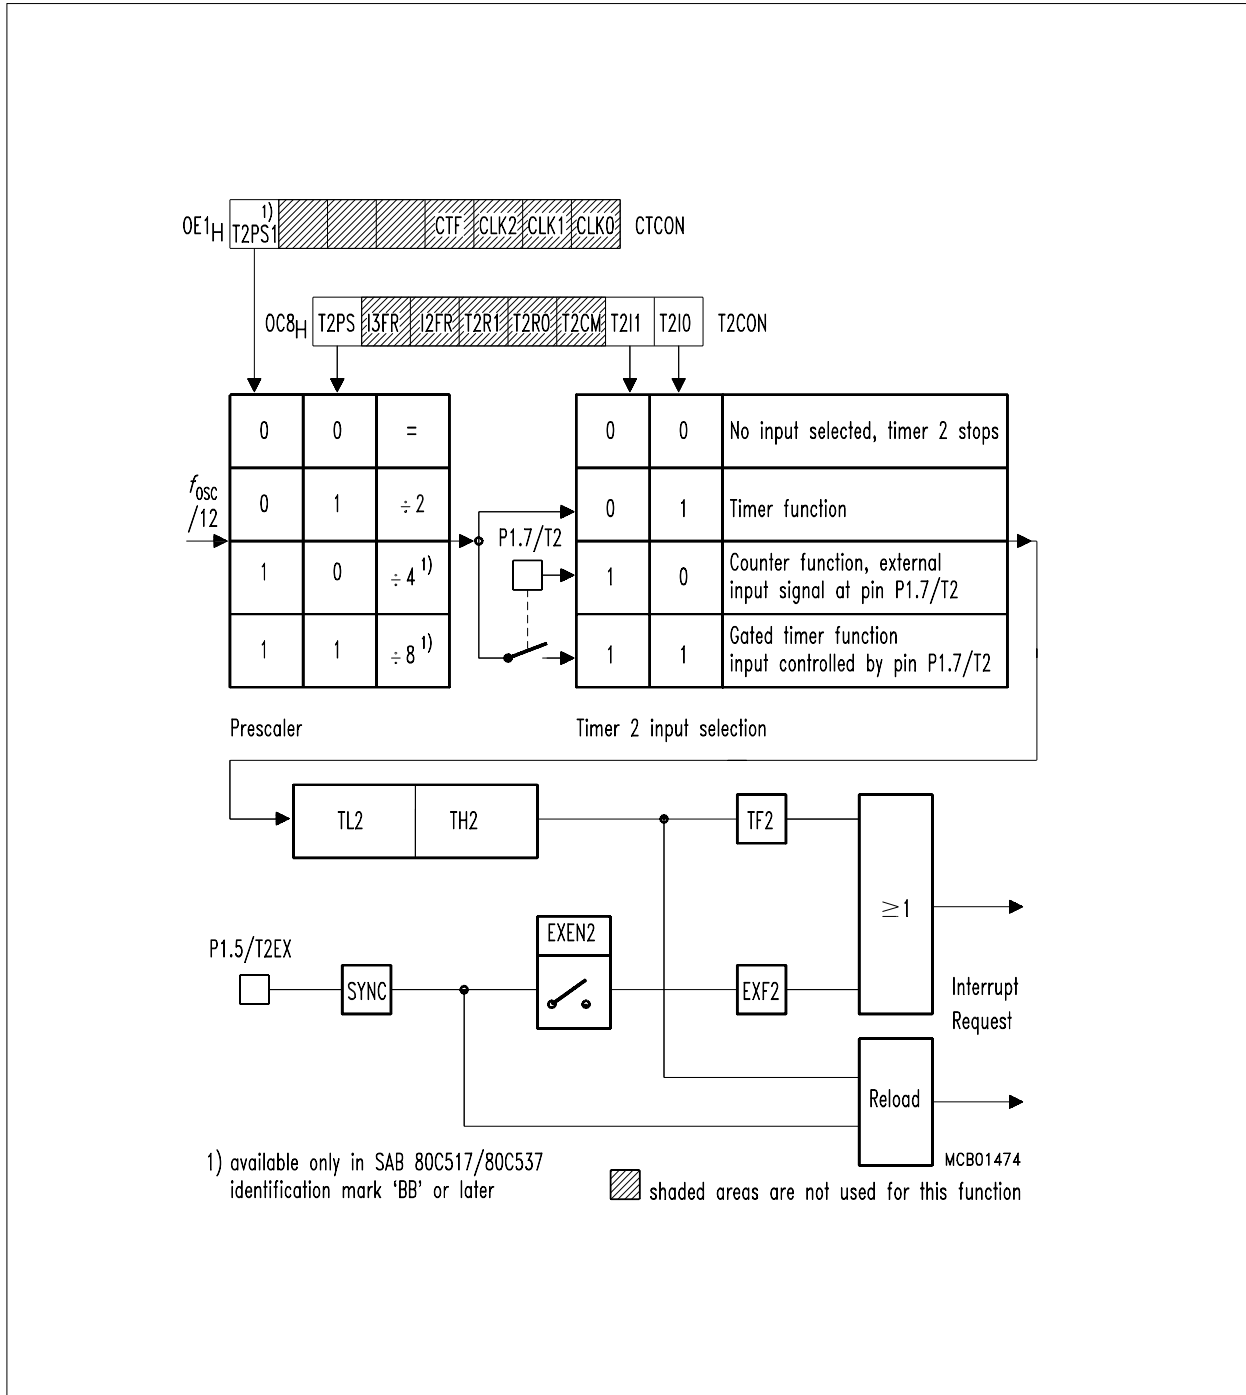 1)
0E1H T2PS1 CTF CLK2 CLK1 CLK0 CTCON
0C8H T2PS I3FR I2FR T2R1 T2R0 T2CM T2I1 T2I0 T2CON
0 0 =
0 1 ÷2
1 0 ÷4 1)
1 1 ÷8 1)
fosc
/12
P1.7/T2
0 0 No input selected, timer 2 stops
0 1 Timer function
1 0 Counter function, external
input signal at pin P1.7/T2
1 1 Gated timer function
input controlled by pin P1.7/T2
Prescaler
Timer 2 input selection
TL2 TH2 TF2
≥1
EXEN2
P1.5/T2EX
SYNC EXF2
Interrupt
Request
Reload
MCB01474
1) available only in SAB 80C517/80C537
identification mark 'BB' or later
shaded areas are not used for this function